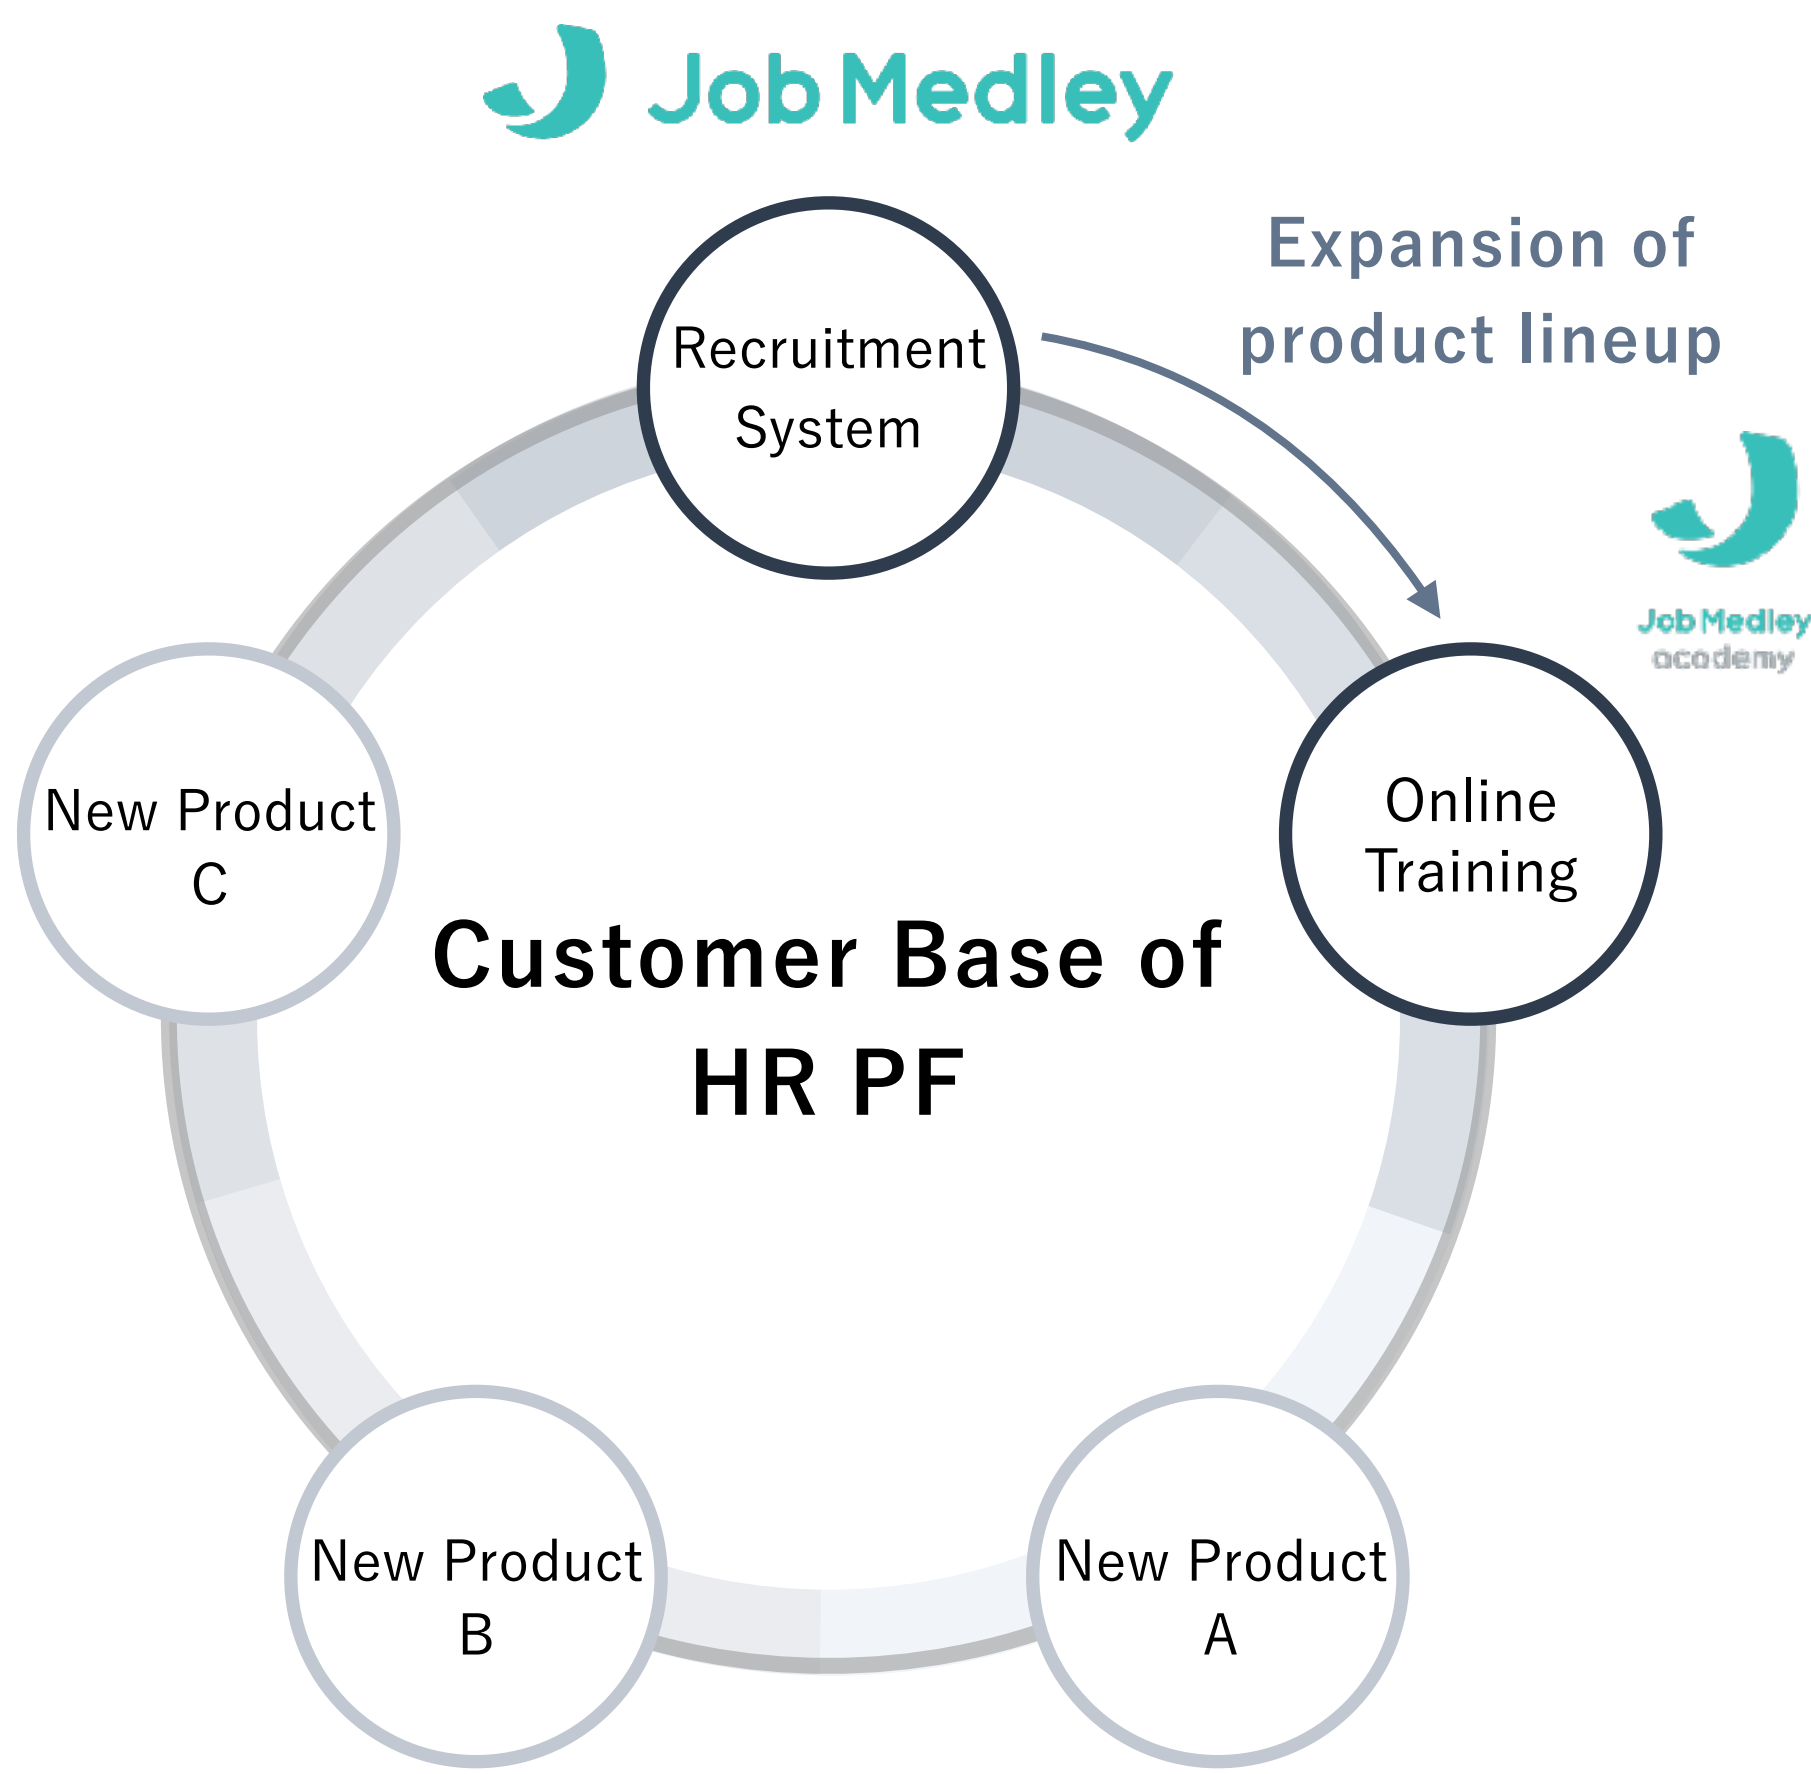 Job Medley
Expansion of
product lineup
Recruitment
System
Job Medley
academy
Online
Training
New Product
C
Customer Base of
HR PF
New Product
B
New Product
A